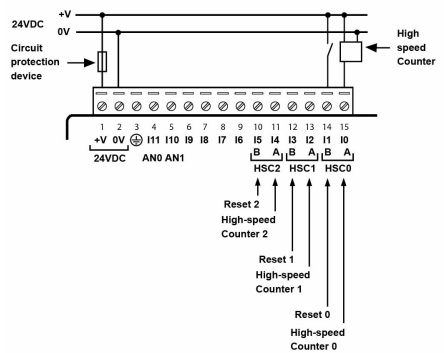 +V
24VDC
0V
Circuit
protection
device
High
speed
Counter
1 2 3 4 5 6 7 8 9 10 11 12 13 14 15
+V 0V I11 I10 I9 I8 I7 I6 I5 I4 I3 I2 I1 I0
B A B A B A
24VDC AN0 AN1 HSC2 HSC1 HSC0
Reset 2
High-speed
Counter 2
Reset 1
High-speed
Counter 1
Reset 0
High-speed
Counter 0